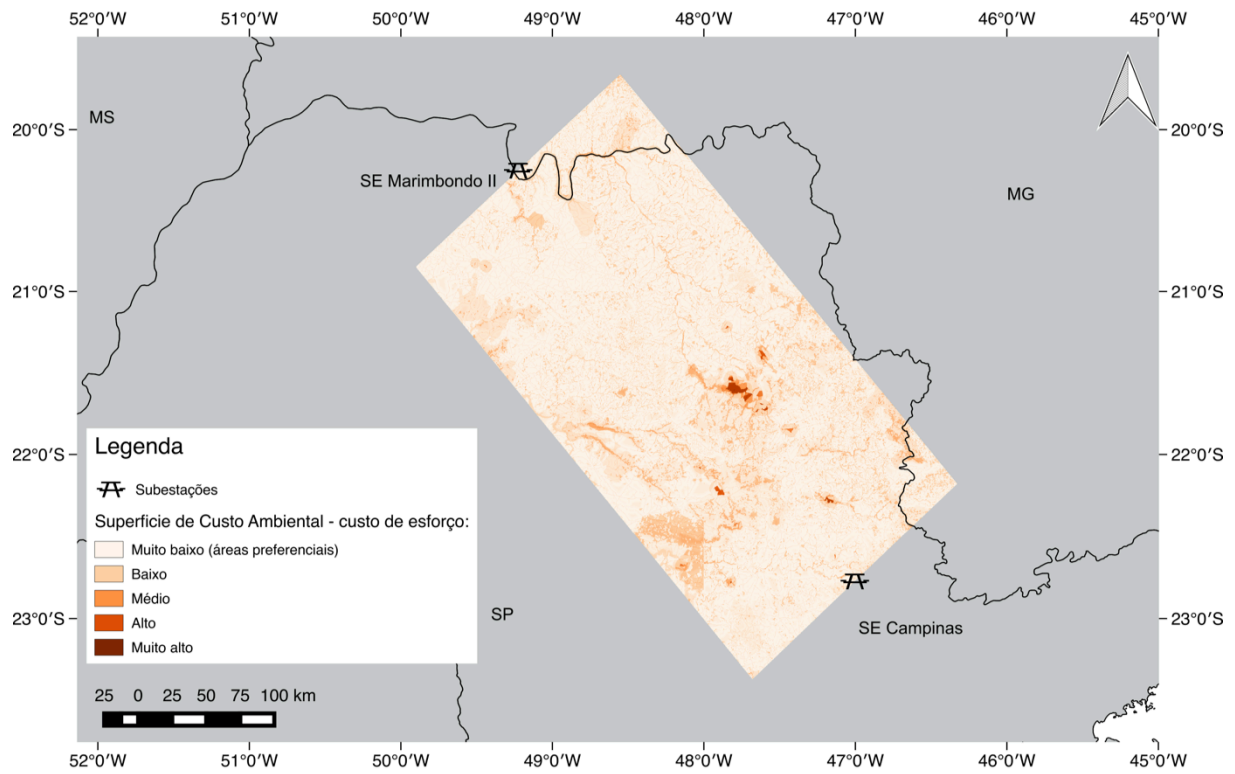 52°0'W 51°0'W 50°0'W 49°0'W 48°0'W 47°0'W 46°0'W 45°0'W
MS
20°0'S 20°0'S
SE Marimbondo II
MG
21°0'S 21°0'S
22°0'S 22°0'S
Legenda
Subestações
Superficie de Custo Ambiental - custo de esforço:
Muito baixo (áreas preferenciais)
Baixo
Médio
Alto
Muito alto
23°0'S 23°0'S
SP
SE Campinas
25 0 25 50 75 100 km
52°0'W 51°0'W 50°0'W 49°0'W 48°0'W 47°0'W 46°0'W 45°0'W